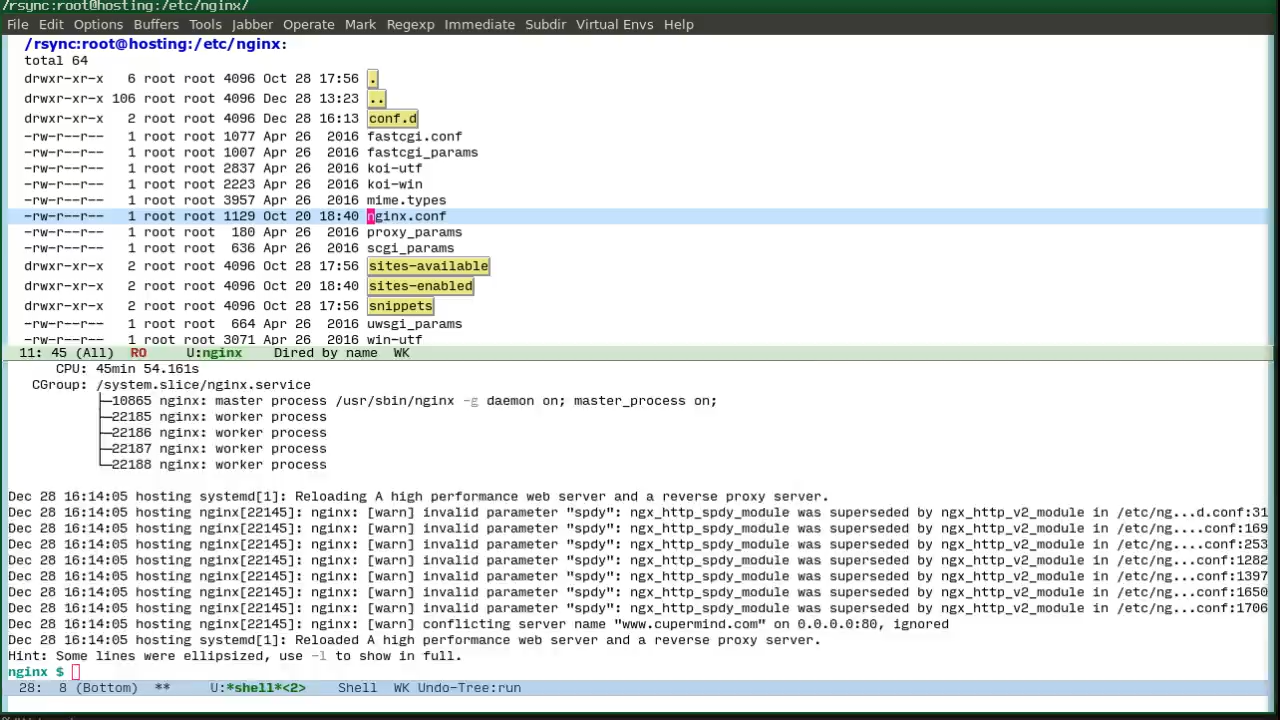 /rsync:root@hosting:/etc/nginx/
File Edit Options Buffers Tools Jabber Operate Mark Regexp Immediate Subdir Virtual Envs Help
/rsync:root@hosting:/etc/nginx:
total 64
drwxr-xr-x   6 root root 4096 Oct 28 17:56 .
drwxr-xr-x 106 root root 4096 Dec 28 13:23 ..
drwxr-xr-x   2 root root 4096 Dec 28 16:13 conf.d
-rw-r--r--   1 root root 1077 Apr 26  2016 fastcgi.conf
-rw-r--r--   1 root root 1007 Apr 26  2016 fastcgi_params
-rw-r--r--   1 root root 2837 Apr 26  2016 koi-utf
-rw-r--r--   1 root root 2223 Apr 26  2016 koi-win
-rw-r--r--   1 root root 3957 Apr 26  2016 mime.types
-rw-r--r--   1 root root 1129 Oct 20 18:40 nginx.conf
-rw-r--r--   1 root root  180 Apr 26  2016 proxy_params
-rw-r--r--   1 root root  636 Apr 26  2016 scgi_params
drwxr-xr-x   2 root root 4096 Oct 28 17:56 sites-available
drwxr-xr-x   2 root root 4096 Oct 20 18:40 sites-enabled
drwxr-xr-x   2 root root 4096 Oct 28 17:56 snippets
-rw-r--r--   1 root root  664 Apr 26  2016 uwsgi_params
-rw-r--r--   1 root root 3071 Apr 26  2016 win-utf
11: 45 (All)  RO     U:nginx    Dired by name  WK
CPU: 45min 54.161s
CGroup: /system.slice/nginx.service
├─10865 nginx: master process /usr/sbin/nginx -g daemon on; master_process on;
├─22185 nginx: worker process
├─22186 nginx: worker process
├─22187 nginx: worker process
└─22188 nginx: worker process
Dec 28 16:14:05 hosting systemd[1]: Reloading A high performance web server and a reverse proxy server.
Dec 28 16:14:05 hosting nginx[22145]: nginx: [warn] invalid parameter "spdy": ngx_http_spdy_module was superseded by ngx_http_v2_module in /etc/ng...d.conf:31
Dec 28 16:14:05 hosting nginx[22145]: nginx: [warn] invalid parameter "spdy": ngx_http_spdy_module was superseded by ngx_http_v2_module in /etc/ng....conf:169
Dec 28 16:14:05 hosting nginx[22145]: nginx: [warn] invalid parameter "spdy": ngx_http_spdy_module was superseded by ngx_http_v2_module in /etc/ng....conf:253
Dec 28 16:14:05 hosting nginx[22145]: nginx: [warn] invalid parameter "spdy": ngx_http_spdy_module was superseded by ngx_http_v2_module in /etc/ng...conf:1282
Dec 28 16:14:05 hosting nginx[22145]: nginx: [warn] invalid parameter "spdy": ngx_http_spdy_module was superseded by ngx_http_v2_module in /etc/ng...conf:1397
Dec 28 16:14:05 hosting nginx[22145]: nginx: [warn] invalid parameter "spdy": ngx_http_spdy_module was superseded by ngx_http_v2_module in /etc/ng...conf:1650
Dec 28 16:14:05 hosting nginx[22145]: nginx: [warn] invalid parameter "spdy": ngx_http_spdy_module was superseded by ngx_http_v2_module in /etc/ng...conf:1706
Dec 28 16:14:05 hosting nginx[22145]: nginx: [warn] conflicting server name "www.cupermind.com" on 0.0.0.0:80, ignored
Dec 28 16:14:05 hosting systemd[1]: Reloaded A high performance web server and a reverse proxy server.
Hint: Some lines were ellipsized, use -l to show in full.
nginx $
28:  8 (Bottom)  **     U:*shell*<2>    Shell  WK Undo-Tree:run